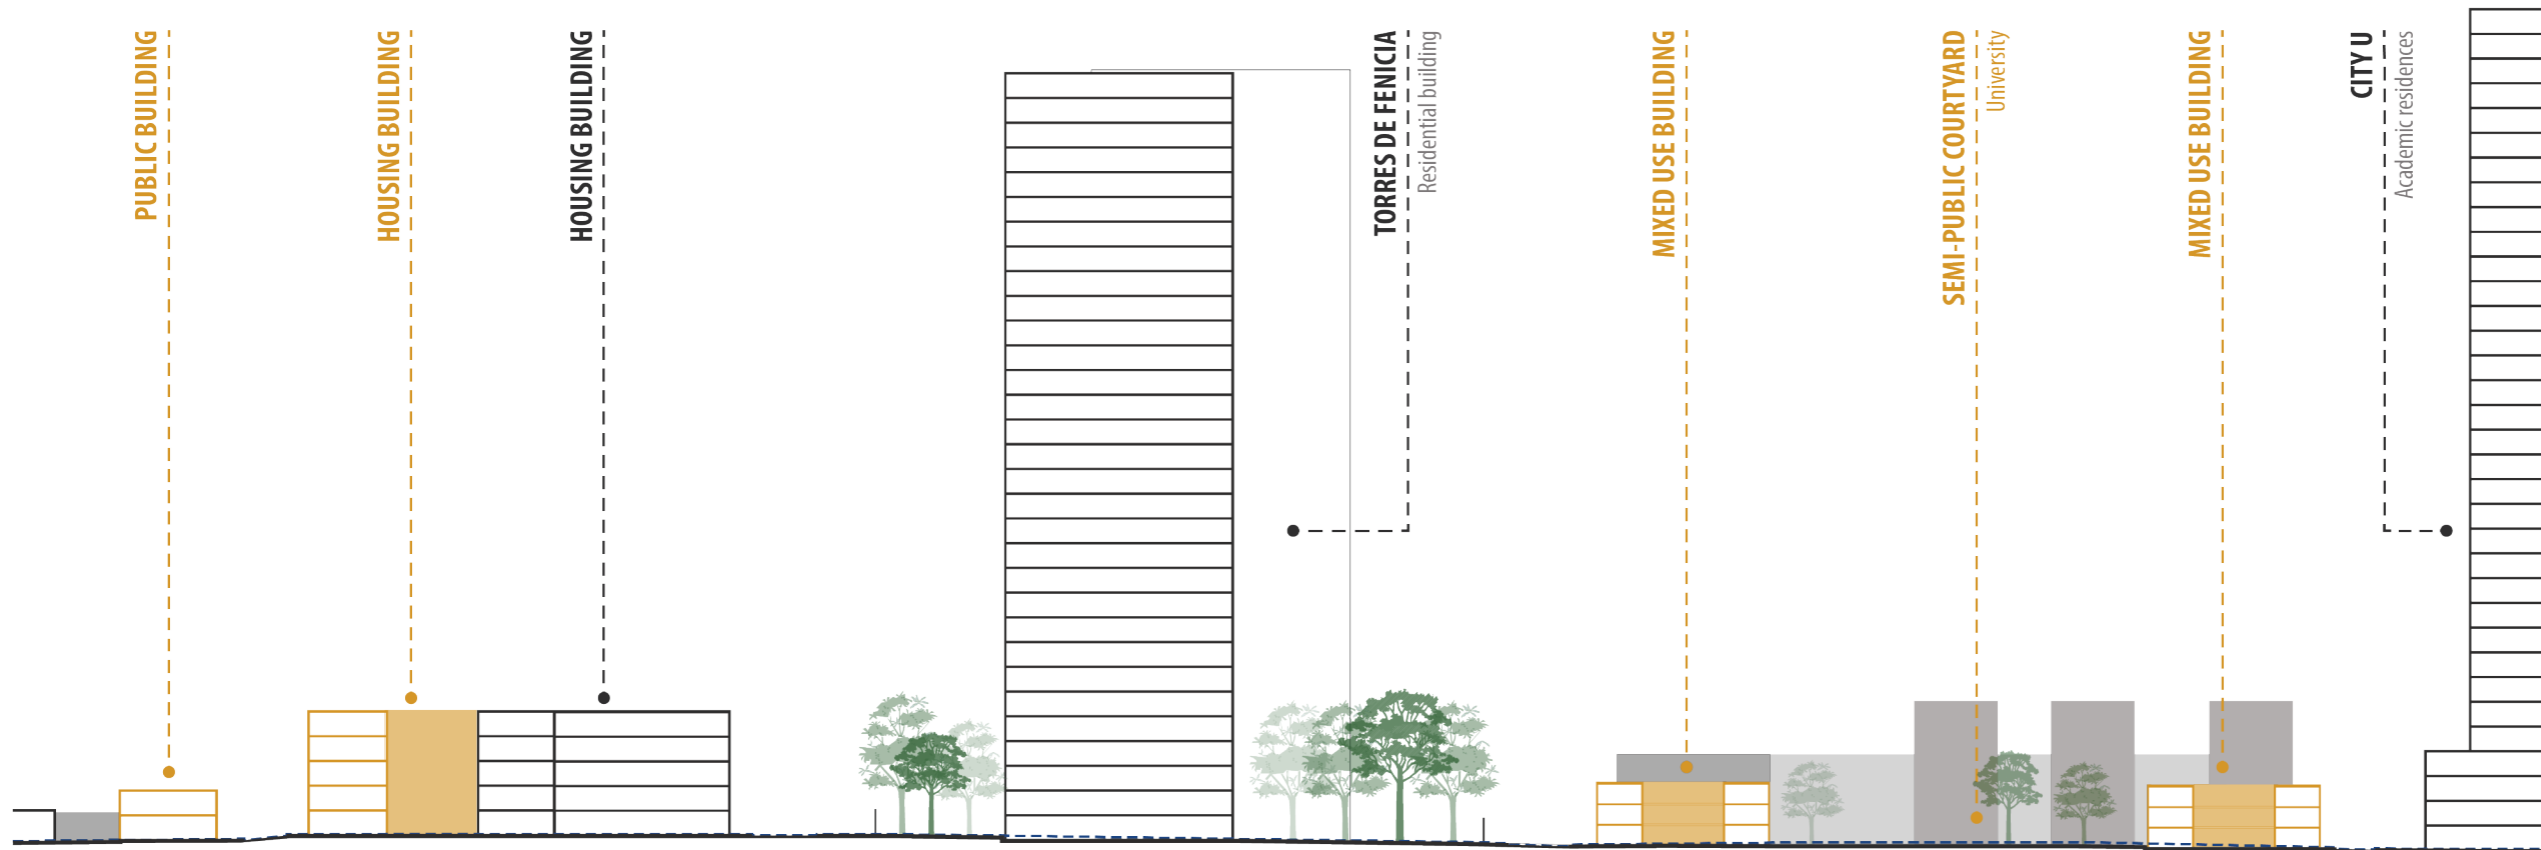 PUBLIC BUILDING
HOUSING BUILDING
HOUSING BUILDING
TORRES DE FENICIA
Residential building
MIXED USE BUILDING
SEMI-PUBLIC COURTYARD
University
MIXED USE BUILDING
CITY U
Academic residences